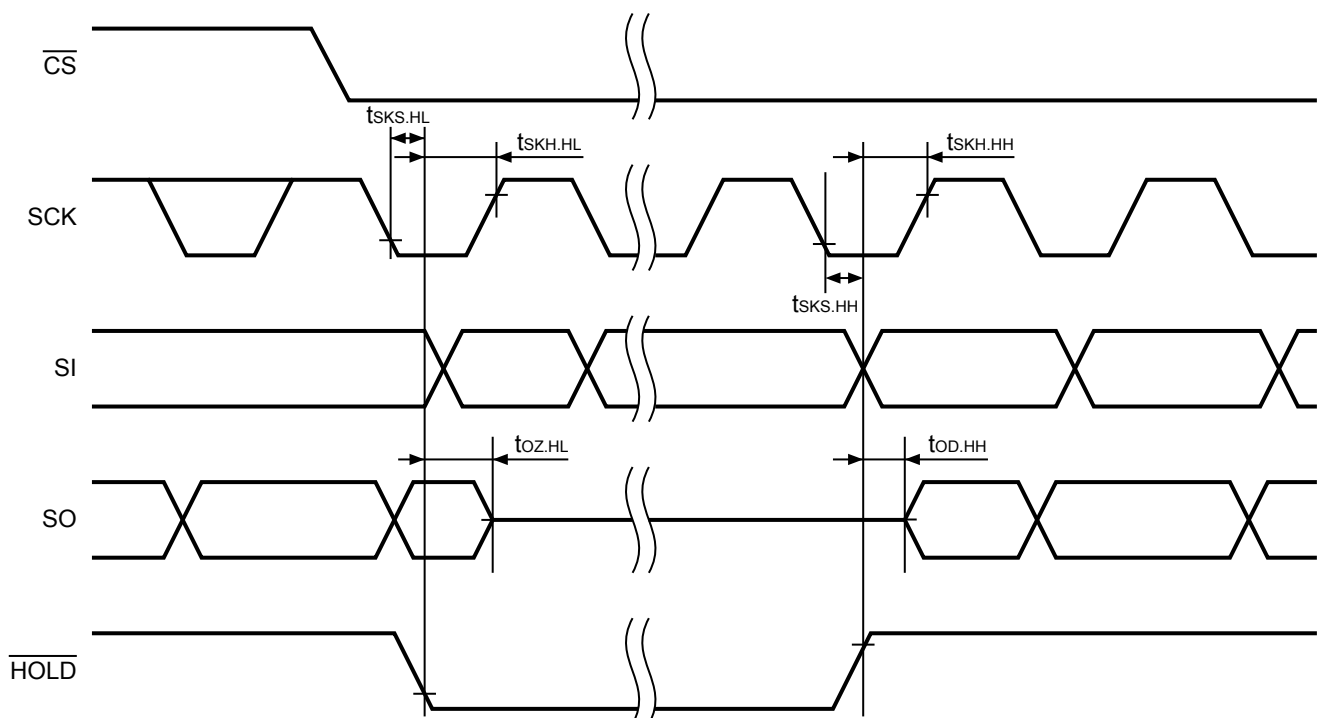 CS
tSKS.HL
tSKH.HL
tSKH.HH
SCK
tSKS.HH
SI
tOZ.HL
tOD.HH
SO
HOLD